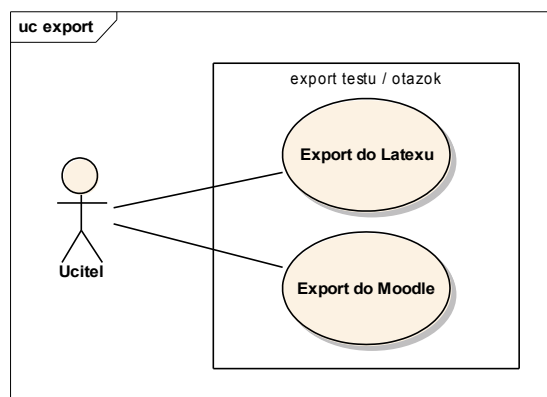 uc export
export testu / otazok
Export do Latexu
Ucitel
Export do Moodle